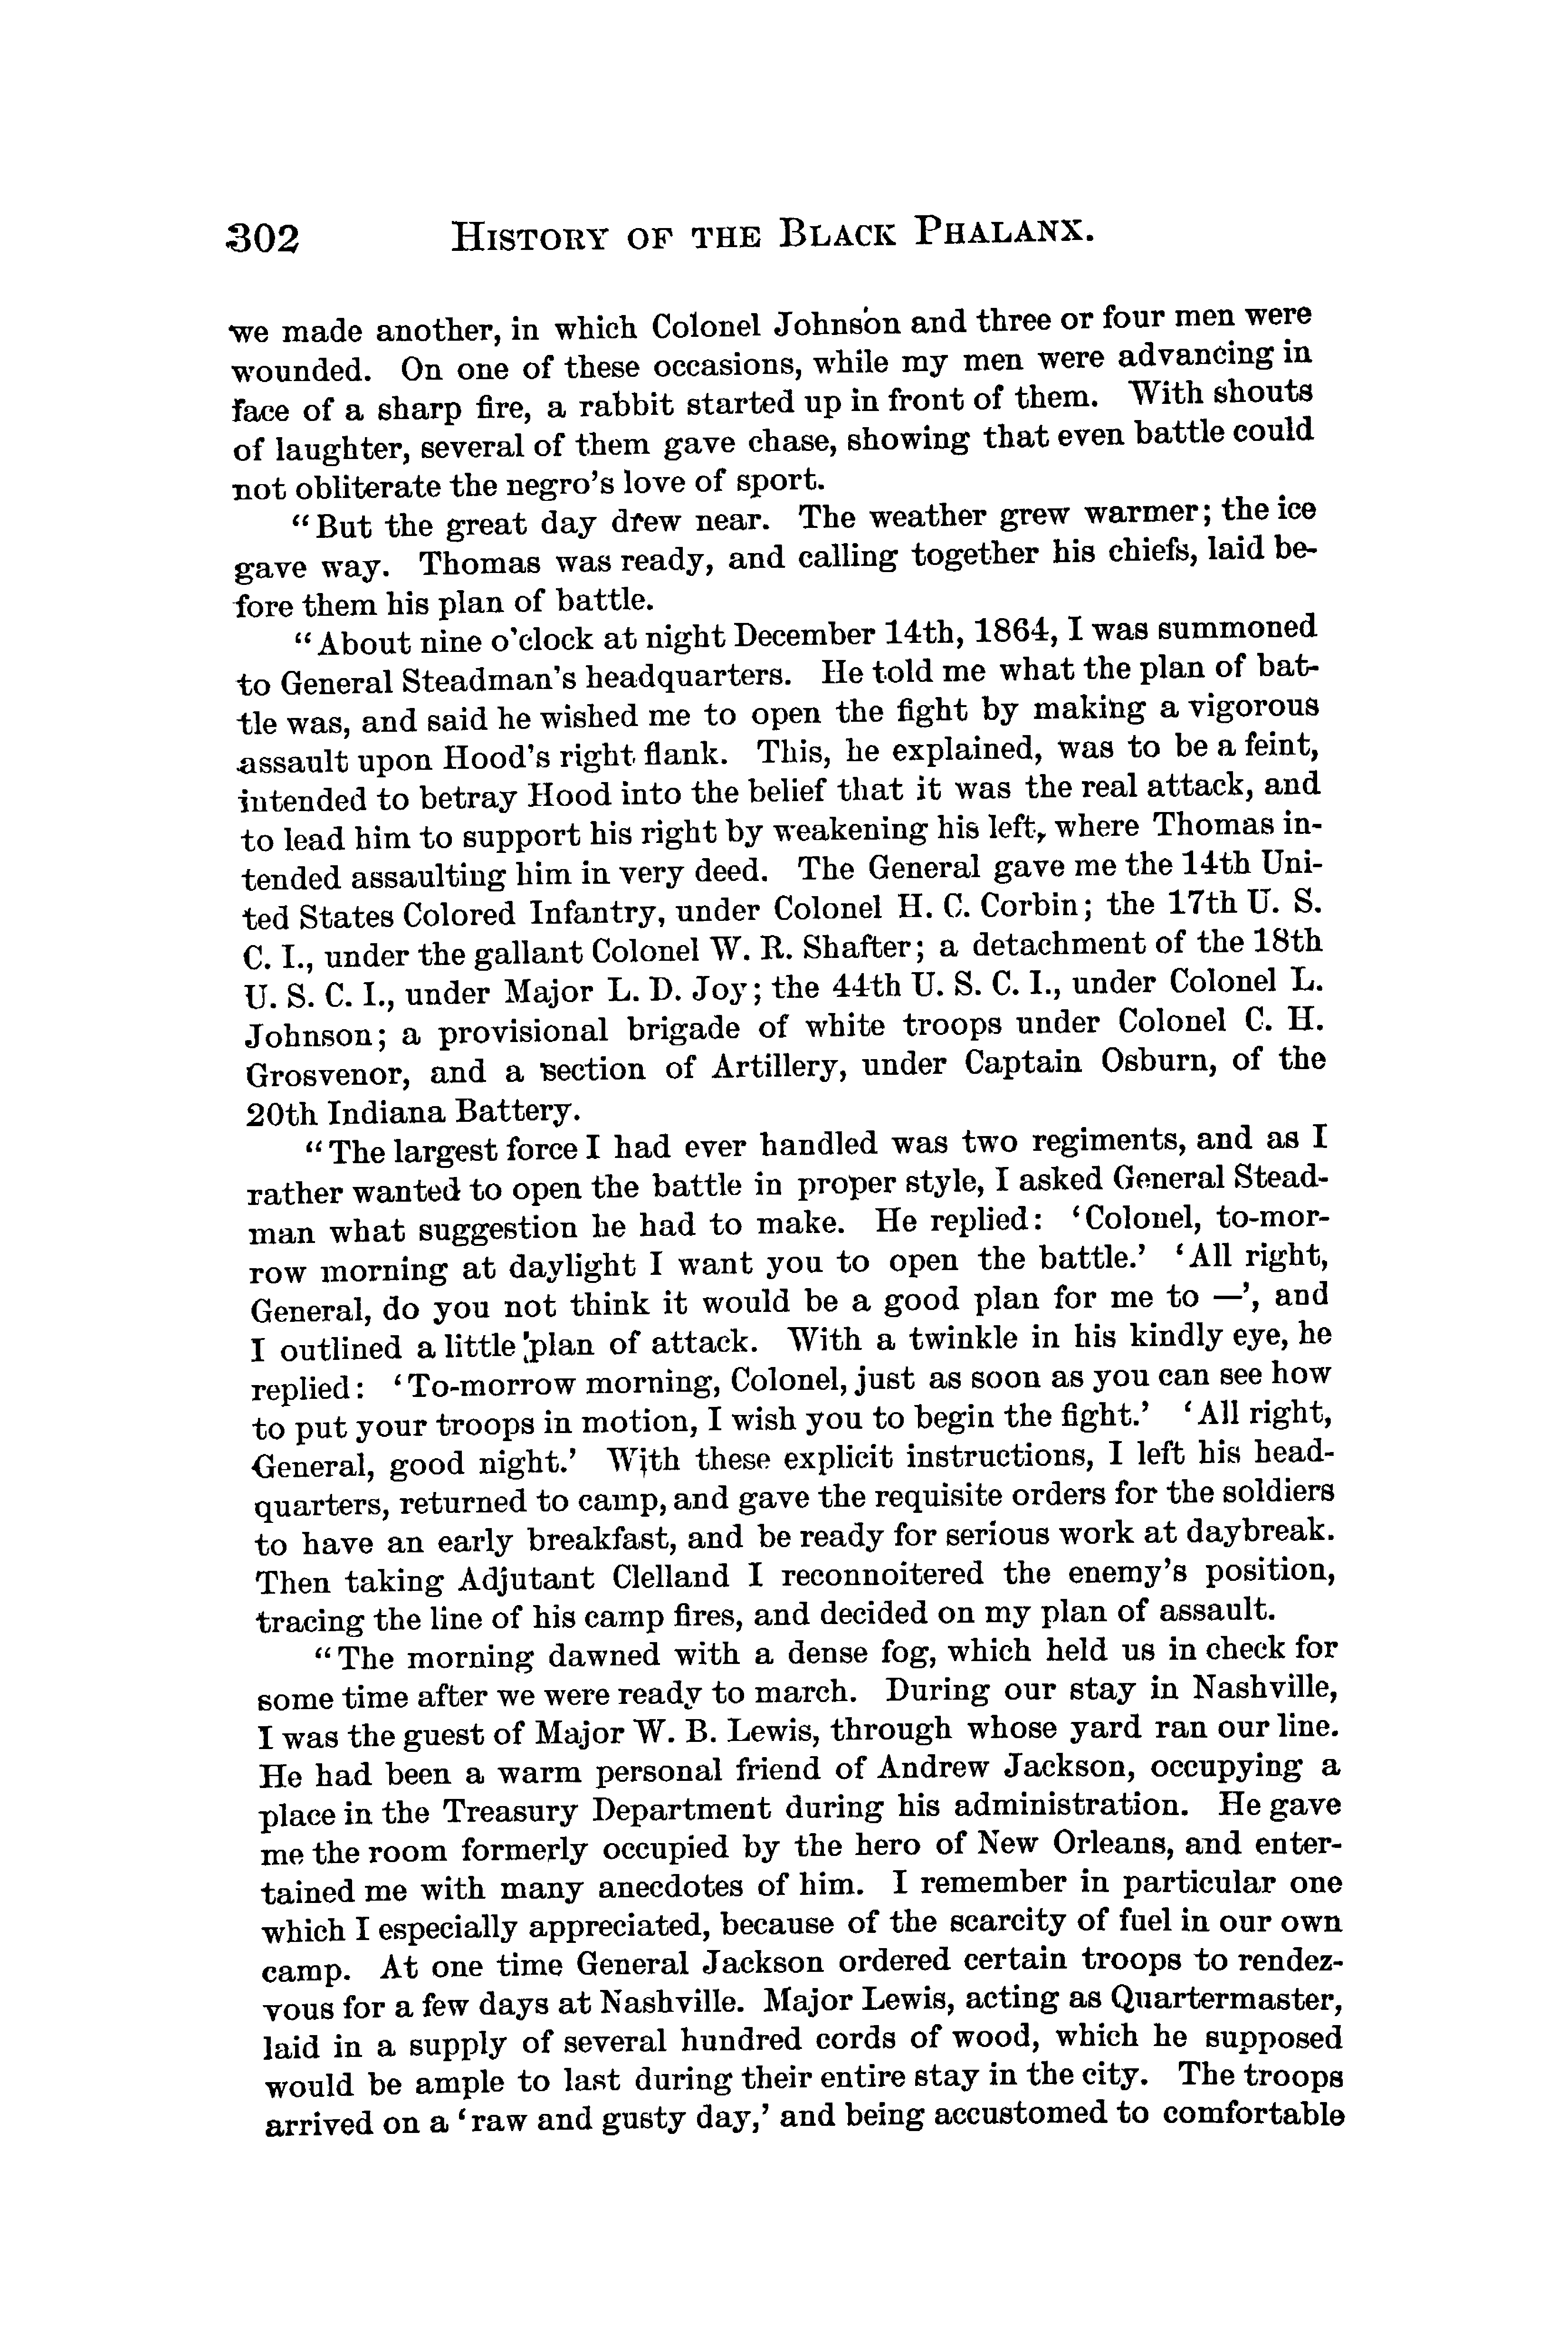 302 HISTORY OF THE BLACK PHALANX.
we made another, in which Colonel Johnson and three or four men were
wounded. On one of these occasions, while my men were advancing in
face of a sharp fire, a rabbit started up in front of them. With shouts
of laughter, several of them gave chase, showing that even battle could
not obliterate the negro's love of sport.
"But the great day drew near. The weather grew warmer; the ice
gave way. Thomas was ready, and calling together his chiefs, laid be-
fore them his plan of battle.
"About nine o'clock at night December 14th, 1864, I was summoned
to General Steadman's headquarters. He told me what the plan of bat-
tle was, and said he wished me to open the fight by making a vigorous
assault upon Hood's right flank. This, he explained, was to be a feint,
intended to betray Hood into the belief that it was the real attack, and
to lead him to support his right by weakening his left, where Thomas in-
tended assaulting him in very deed. The General gave me the 14th Uni-
ted States Colored Infantry, under Colonel H. C. Corbin; the 17th U. S.
C. I., under the gallant Colonel W. R. Shafter; a detachment of the 18th
U. S. C. I., under Major L. D. Joy; the 44th U. S. C. I., under Colonel L.
Johnson; a provisional brigade of white troops under Colonel C. H.
Grosvenor, and a section of Artillery, under Captain Osburn, of the
20th Indiana Battery.
"The largest force I had ever handled was two regiments, and as I
rather wanted to open the battle in proper style, I asked General Stead-
man what suggestion he had to make. He replied: 'Colonel, to-mor-
row morning at daylight I want you to open the battle.' 'All right,
General, do you not think it would be a good plan for me to —', and
I outlined a little plan of attack. With a twinkle in his kindly eye, he
replied: 'To-morrow morning, Colonel, just as soon as you can see how
to put your troops in motion, I wish you to begin the fight.' 'All right,
General, good night.' With these explicit instructions, I left his head-
quarters, returned to camp, and gave the requisite orders for the soldiers
to have an early breakfast, and be ready for serious work at daybreak.
Then taking Adjutant Clelland I reconnoitered the enemy's position,
tracing the line of his camp fires, and decided on my plan of assault.
"The morning dawned with a dense fog, which held us in check for
some time after we were ready to march. During our stay in Nashville,
I was the guest of Major W. B. Lewis, through whose yard ran our line.
He had been a warm personal friend of Andrew Jackson, occupying a
place in the Treasury Department during his administration. He gave
me the room formerly occupied by the hero of New Orleans, and enter-
tained me with many anecdotes of him. I remember in particular one
which I especially appreciated, because of the scarcity of fuel in our own
camp. At one time General Jackson ordered certain troops to rendez-
vous for a few days at Nashville. Major Lewis, acting as Quartermaster,
laid in a supply of several hundred cords of wood, which he supposed
would be ample to last during their entire stay in the city. The troops
arrived on a 'raw and gusty day,' and being accustomed to comfortable